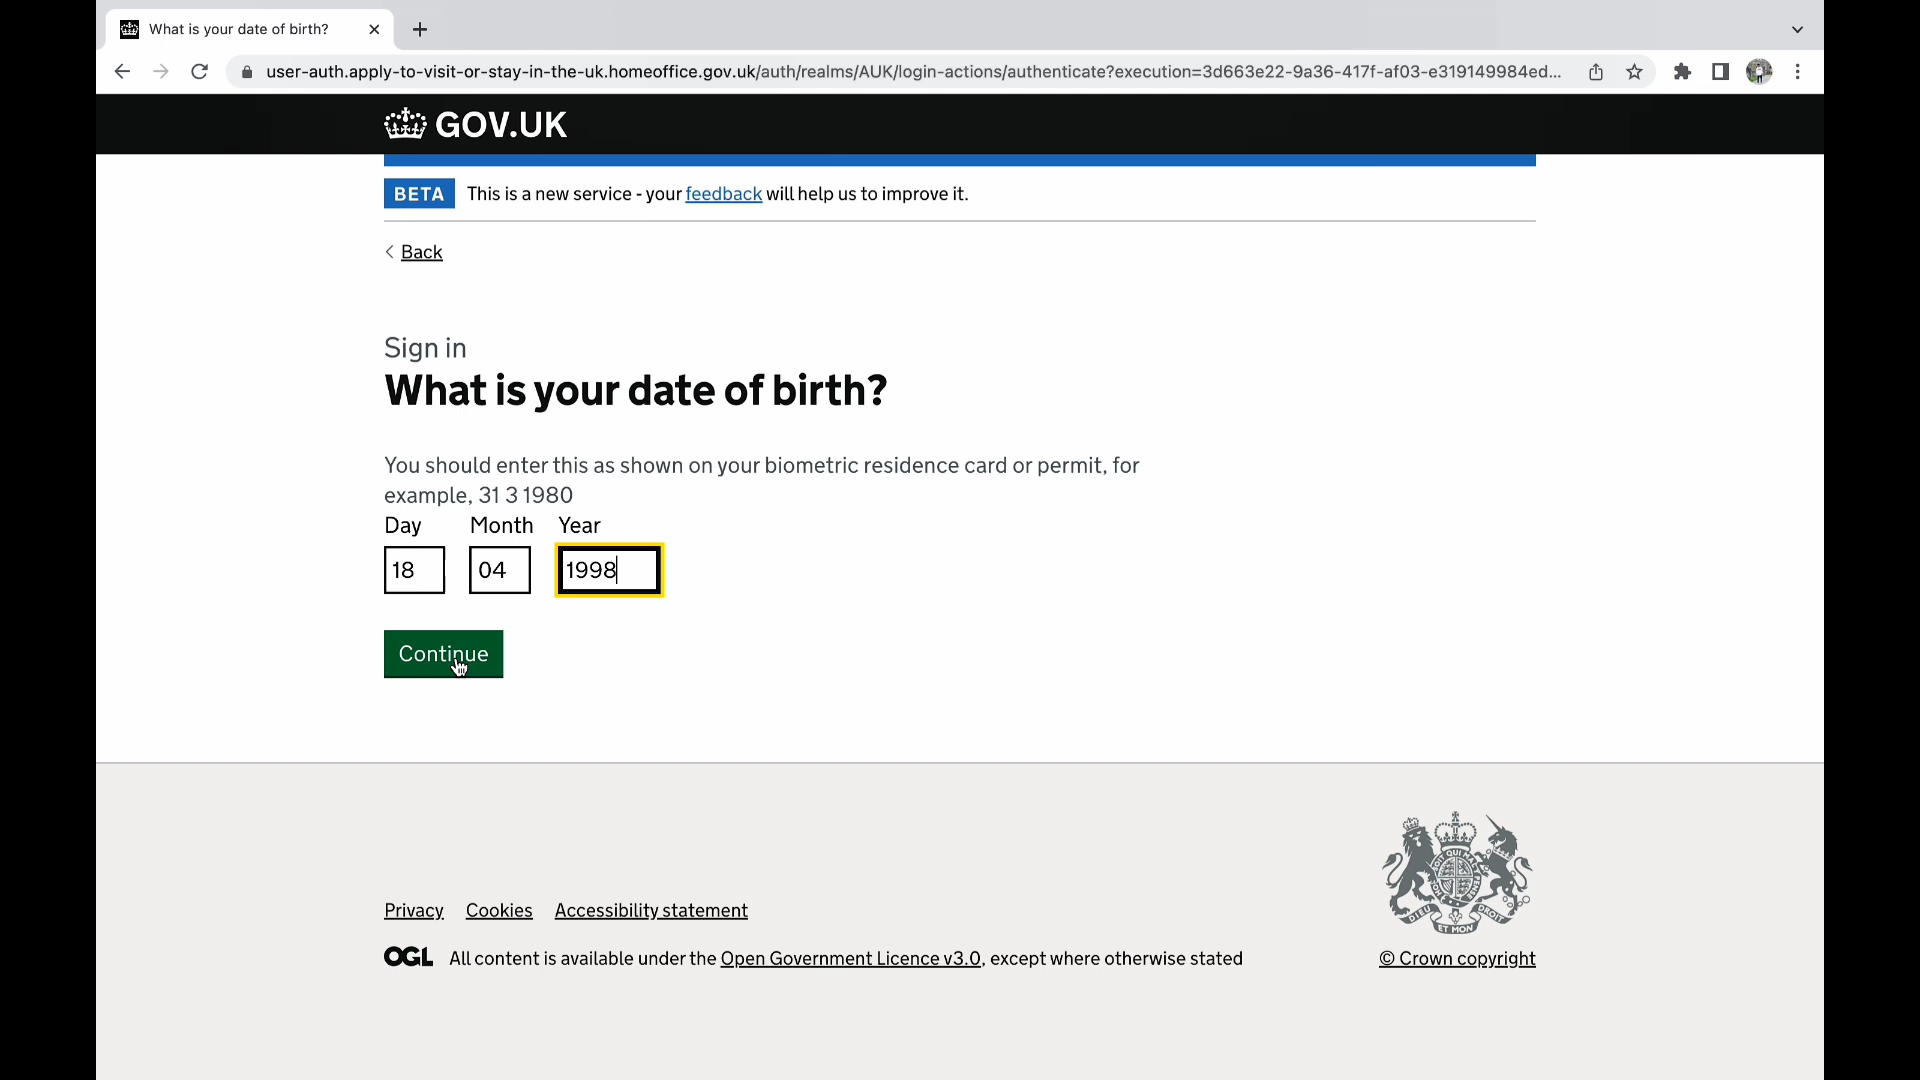 What is your date of birth?
user-auth.apply-to-visit-or-stay-in-the-uk.homeoffice.gov.uk/auth/realms/AUK/login-actions/authenticate?execution=3d663e22-9a36-417f-af03-e319149984ed...
GOV.UK
BETA This is a new service - your feedback will help us to improve it.
Back
Sign in
What is your date of birth?
You should enter this as shown on your biometric residence card or permit, for
example, 31 3 1980
Day Month Year
18 04 1998
Continue
Privacy Cookies Accessibility statement
OGL All content is available under the Open Government Licence v3.0, except where otherwise stated
DIEU ET MON DROIT
© Crown copyright